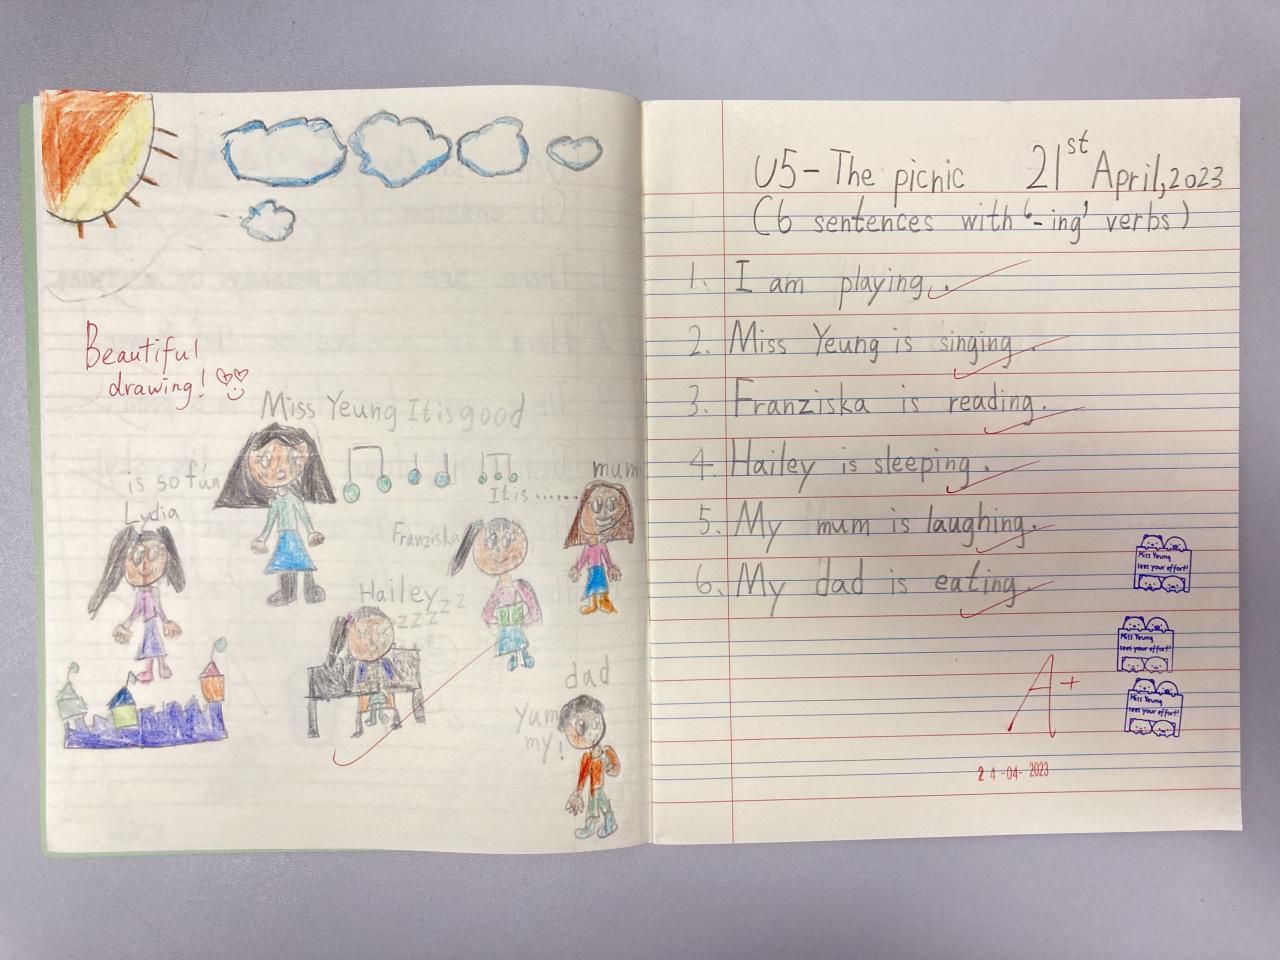 Beautiful
drawing!
Miss Yeung It is good
is so fun
Lydia
mum
It is ......
Franziska
Hailey zzz
zzzz
dad
Yum
my!
U5- The picnic 21st April, 2023
(6 sentences with '-ing' verbs)
1. I am playing.
2. Miss Yeung is singing.
3. Franziska is reading.
4. Hailey is sleeping.
5. My mum is laughing.
6. My dad is eating.
Miss Yeung
sees your effort!
Miss Yeung
sees your effort!
Miss Yeung
sees your effort!
A+
24-04-2023